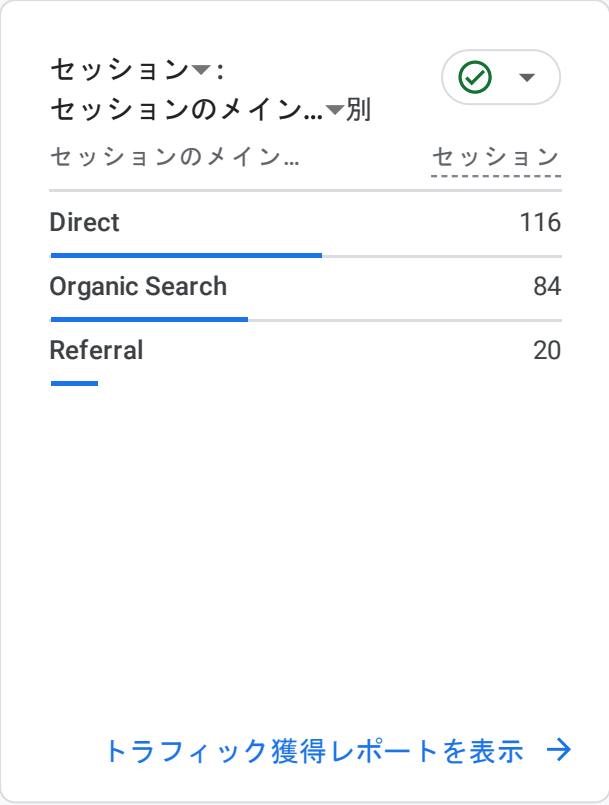 セッション :
セッションのメイン... 別
セッションのメイン... セッション
Direct 116
Organic Search 84
Referral 20
トラフィック獲得レポートを表示